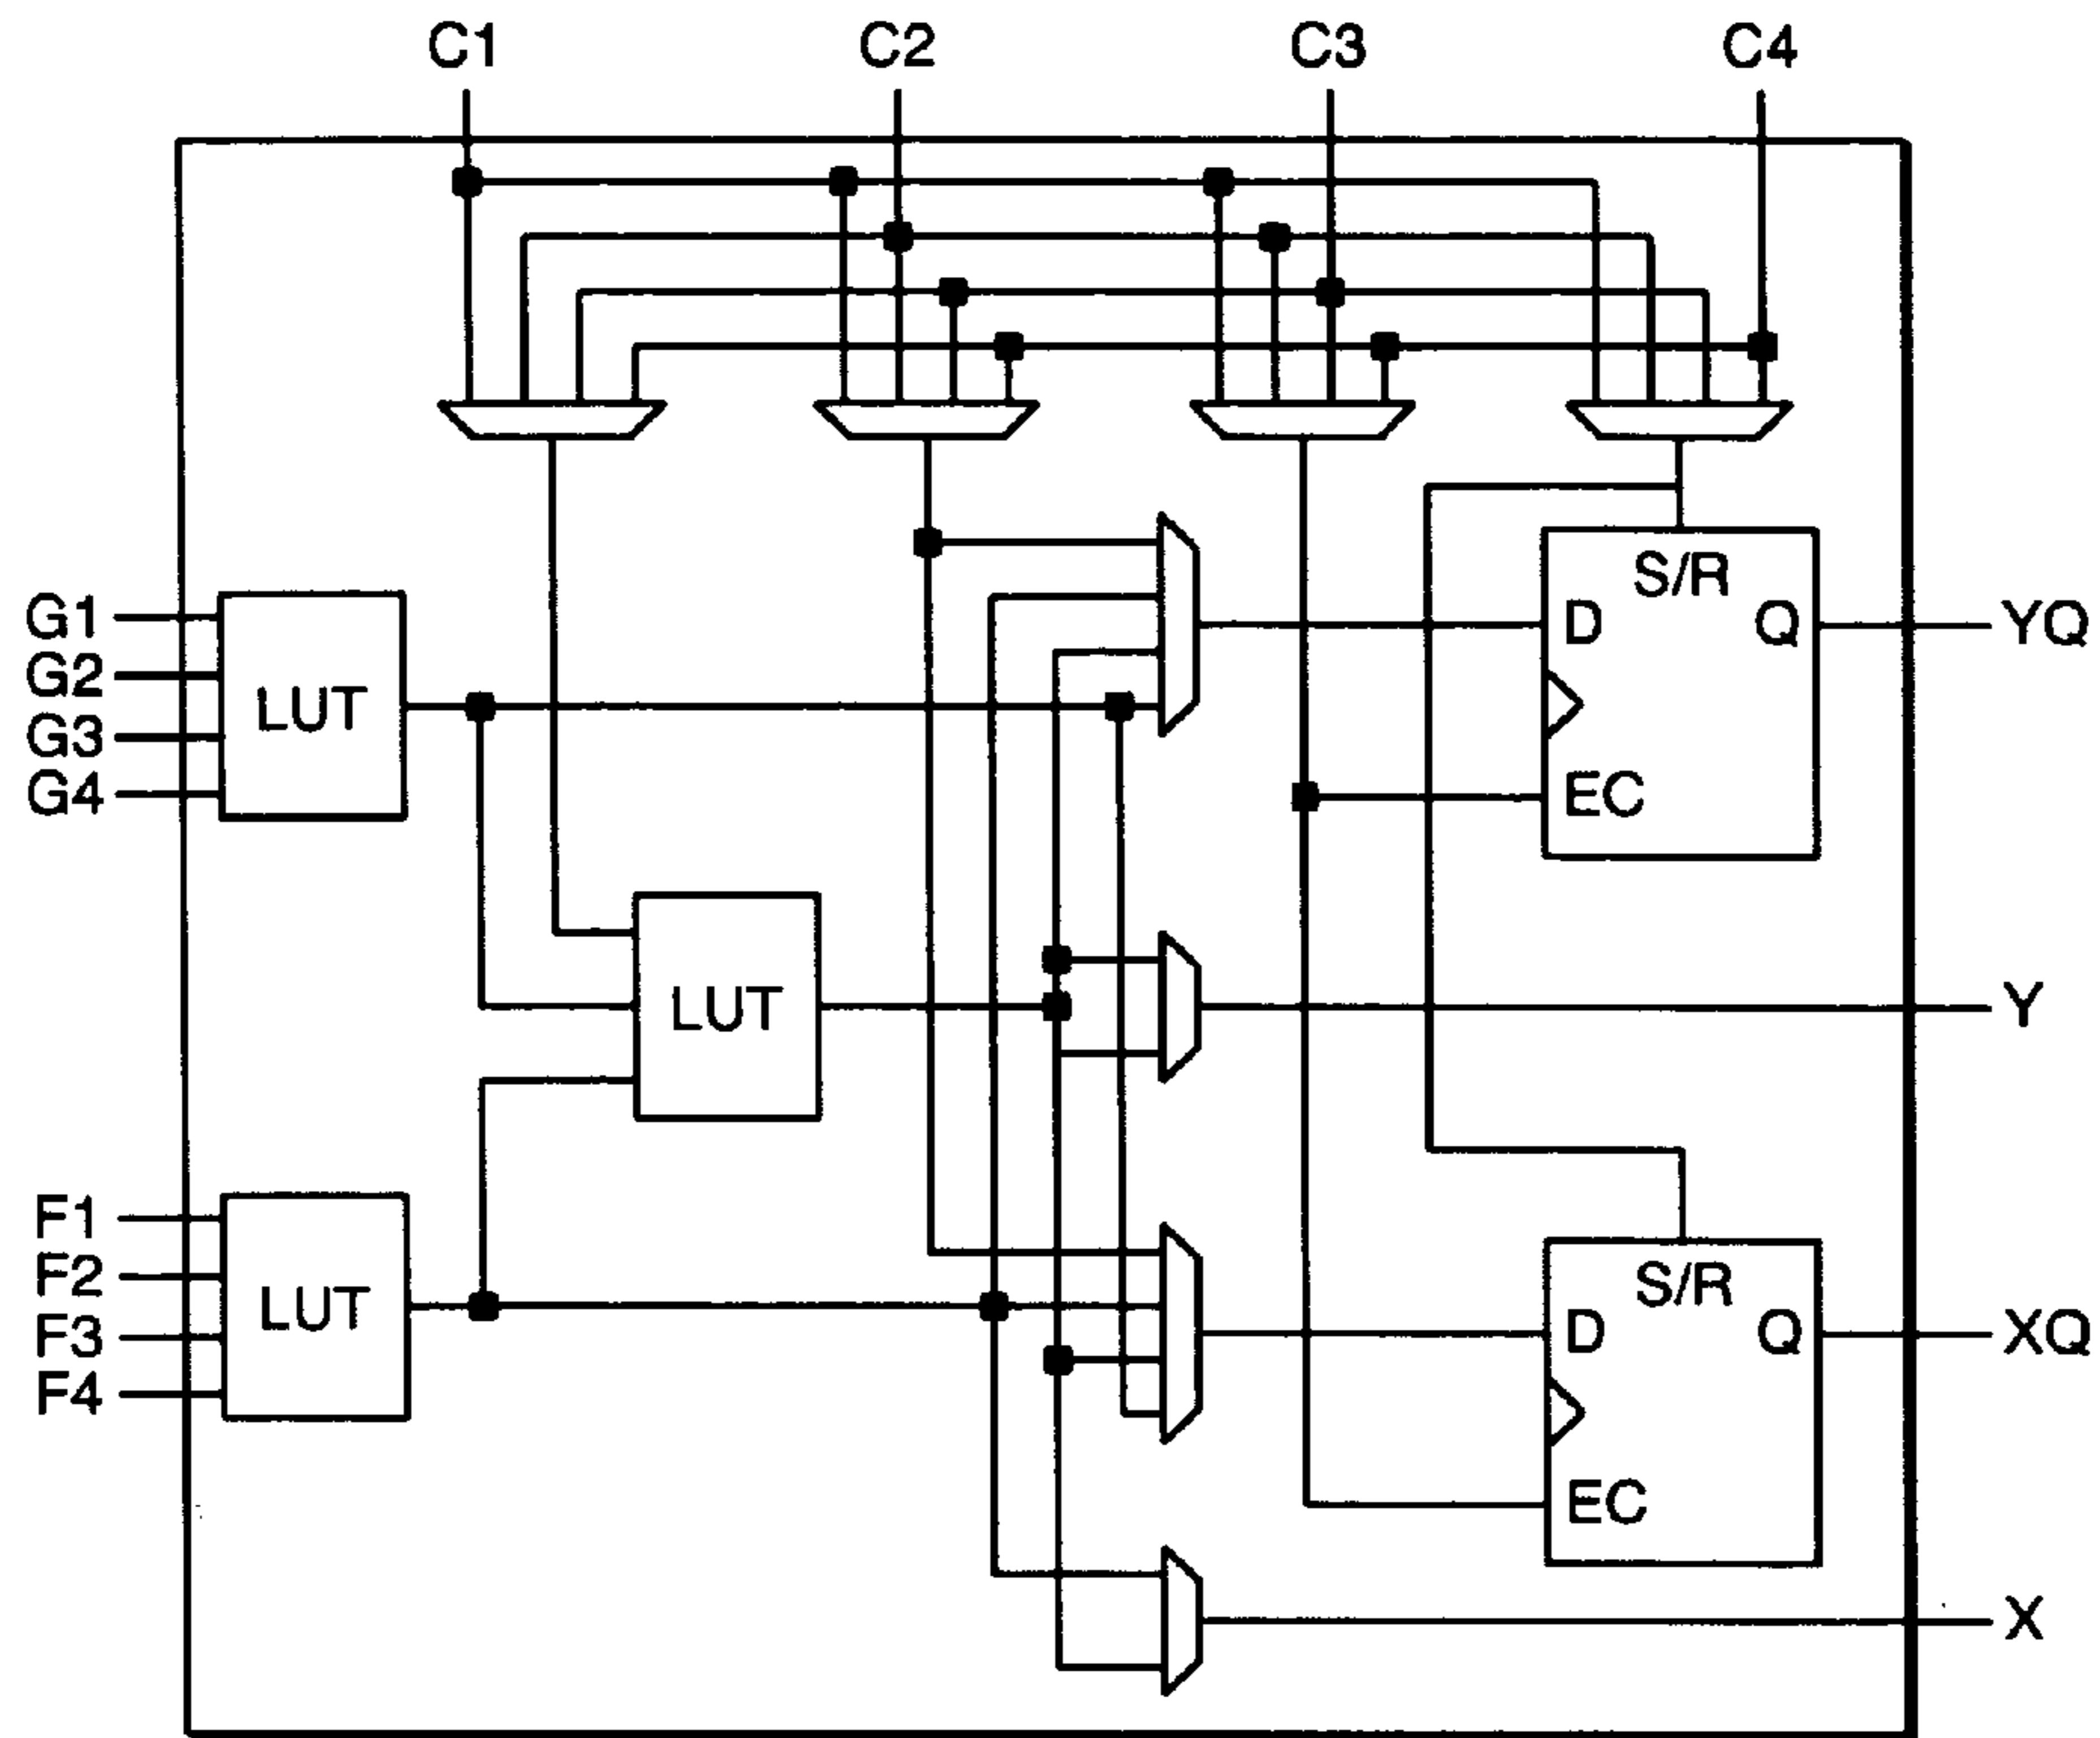 C1 C2 C3 C4
S/R
G1
D Q YQ
G2
LUT
G3
G4
EC
LUT
Y
F1
F2
S/R
LUT
F3
D Q XQ
F4
EC
X